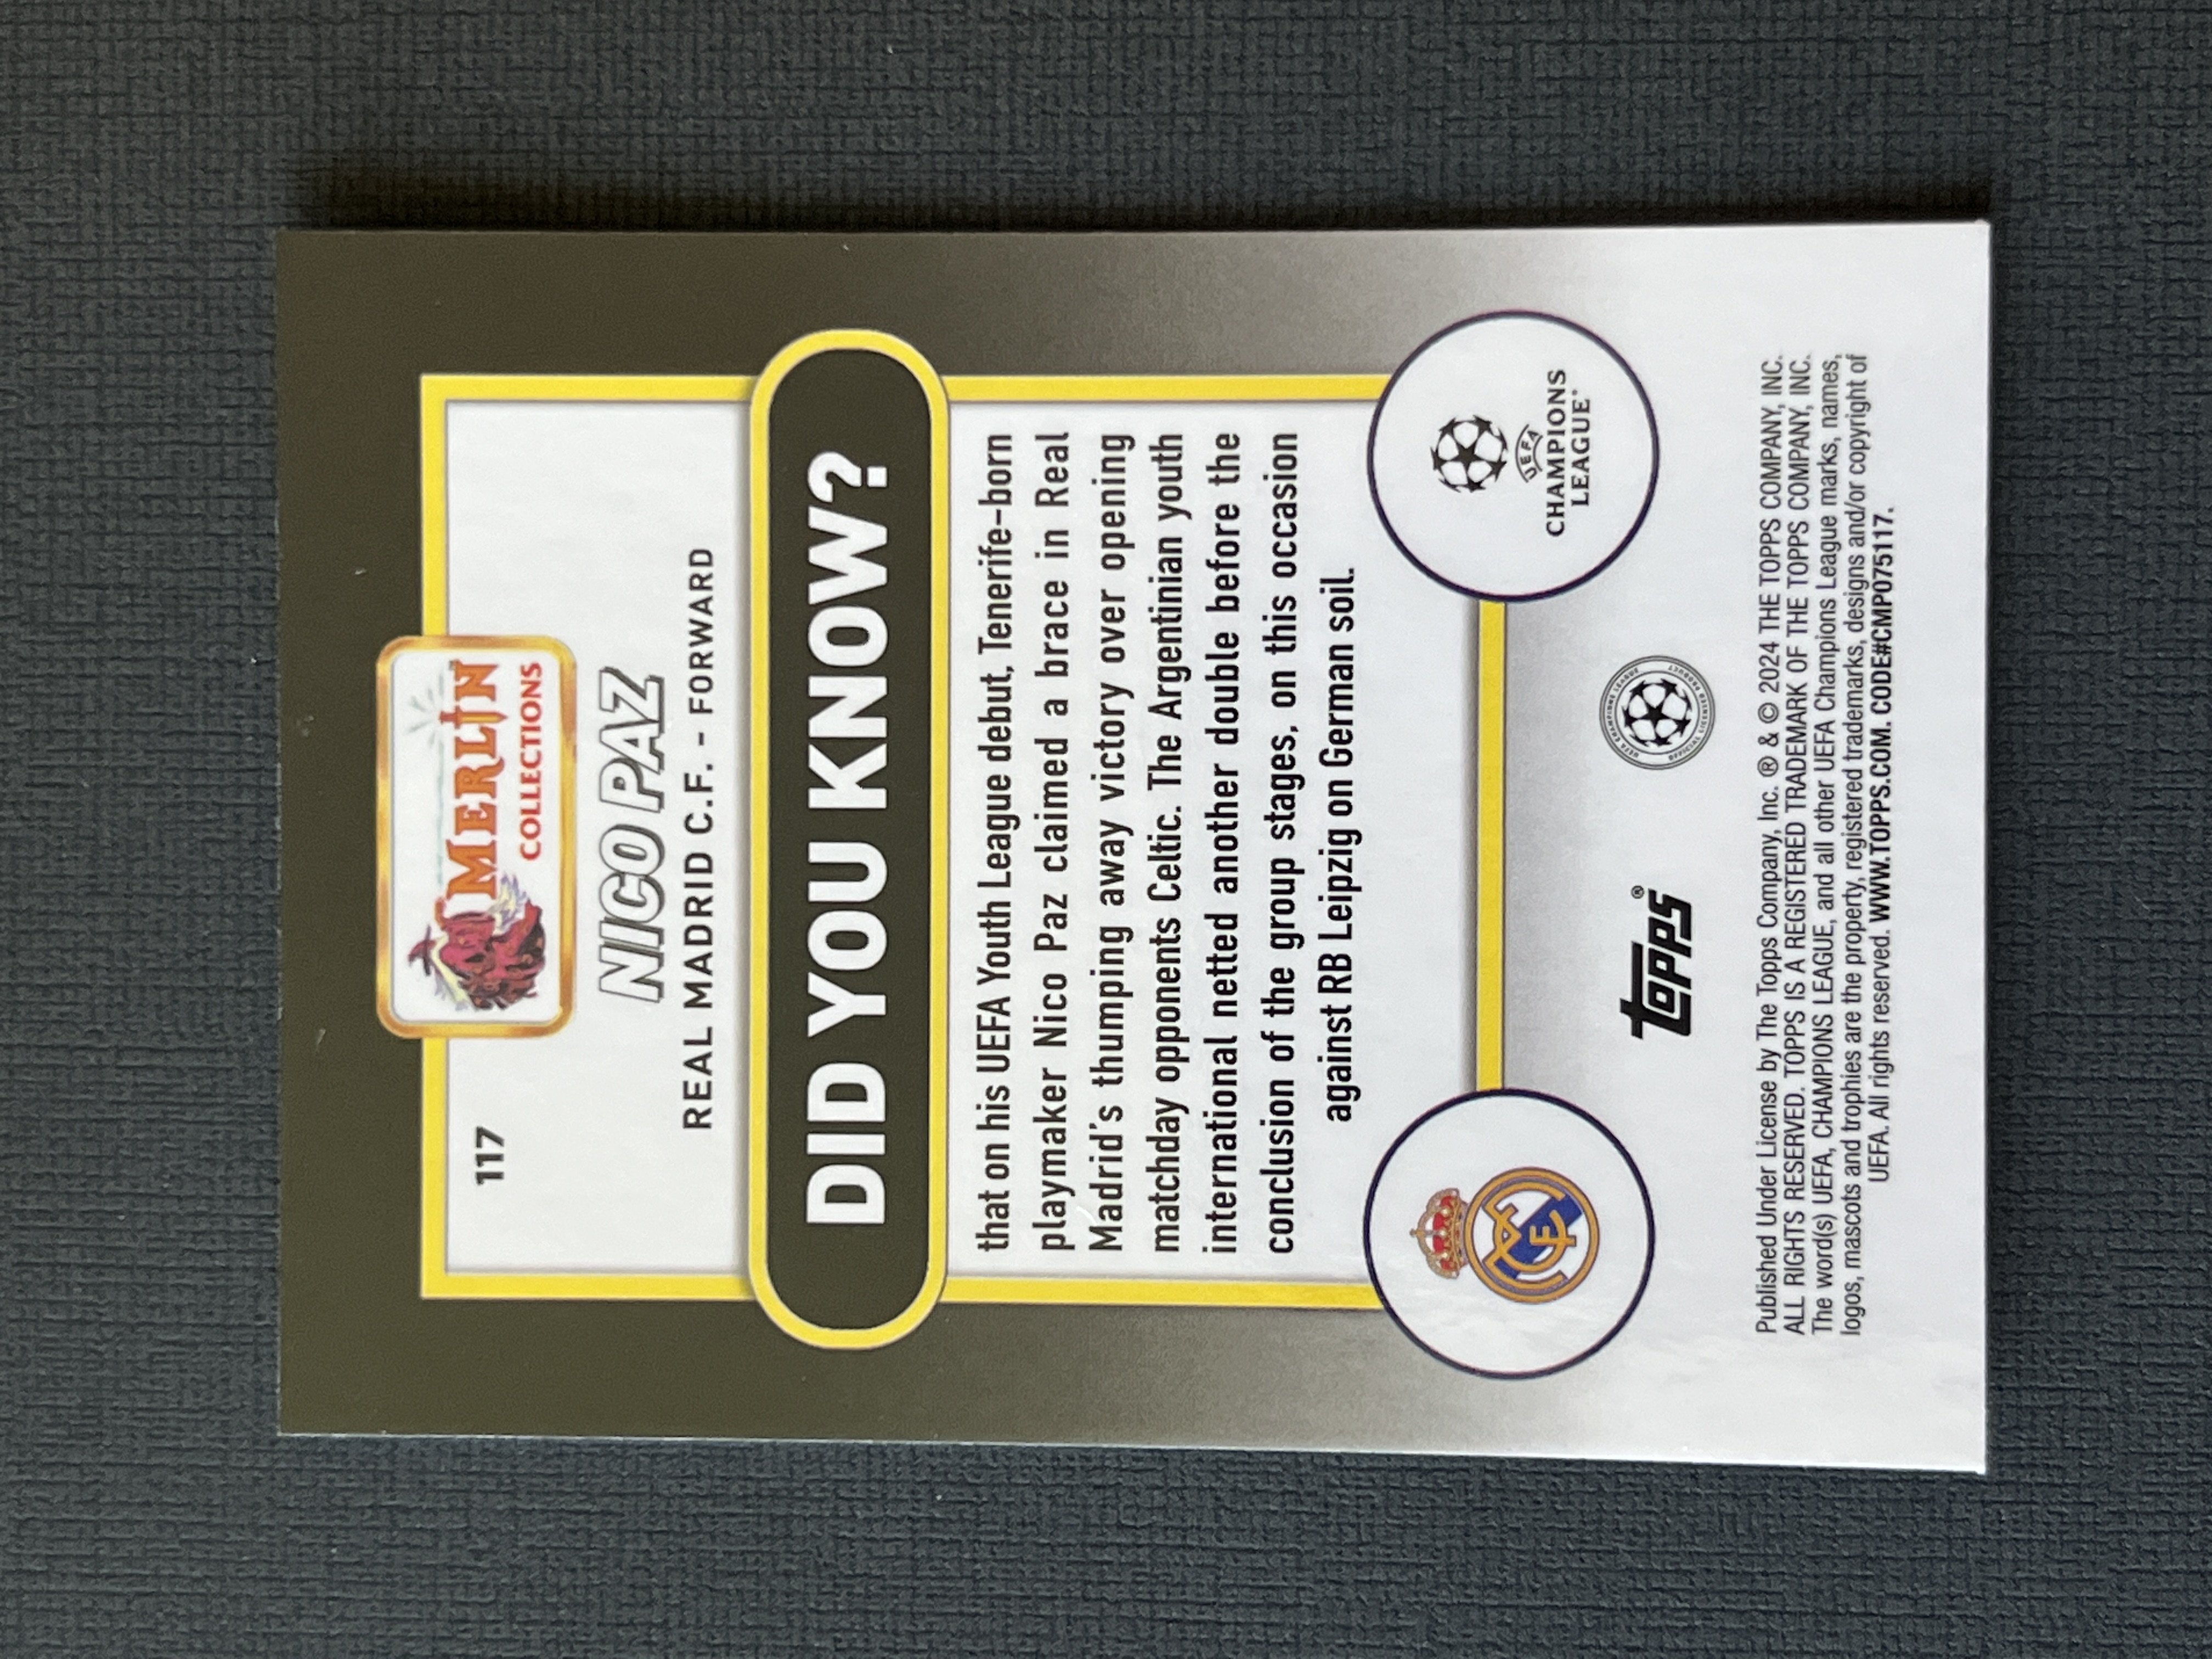 117
MERLIN
COLLECTIONS
NICO PAZ
REAL MADRID C.F. - FORWARD
DID YOU KNOW?
that on his UEFA Youth League debut, Tenerife-born
playmaker Nico Paz claimed a brace in Real
Madrid's thumping away victory over opening
matchday opponents Celtic. The Argentinian youth
international netted another double before the
conclusion of the group stages, on this occasion
against RB Leipzig on German soil.
UEFA
CHAMPIONS
LEAGUE
topps®
Published Under License by The Topps Company, Inc. ® & © 2024 THE TOPPS COMPANY, INC.
ALL RIGHTS RESERVED. TOPPS IS A REGISTERED TRADEMARK OF THE TOPPS COMPANY, INC.
The word(s) UEFA, CHAMPIONS LEAGUE, and all other UEFA Champions League marks, names,
logos, mascots and trophies are the property, registered trademarks, designs and/or copyright of
UEFA. All rights reserved. WWW.TOPPS.COM. CODE#CMP075117.